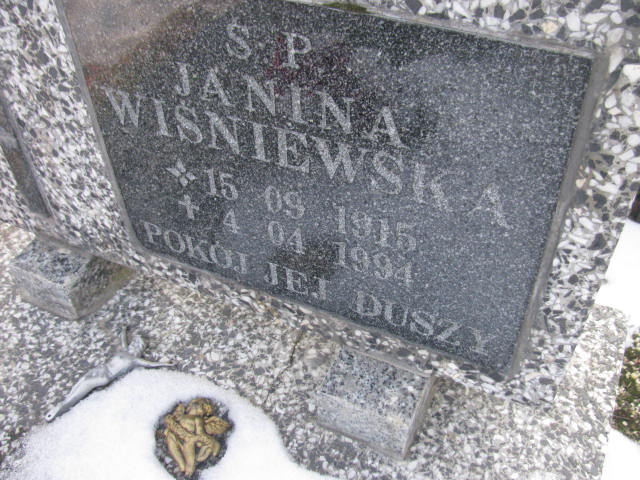 Ś P
JANINA
WIŚNIEWSKA
15 09 1915
4 04 1994
POKÓJ JEJ DUSZY